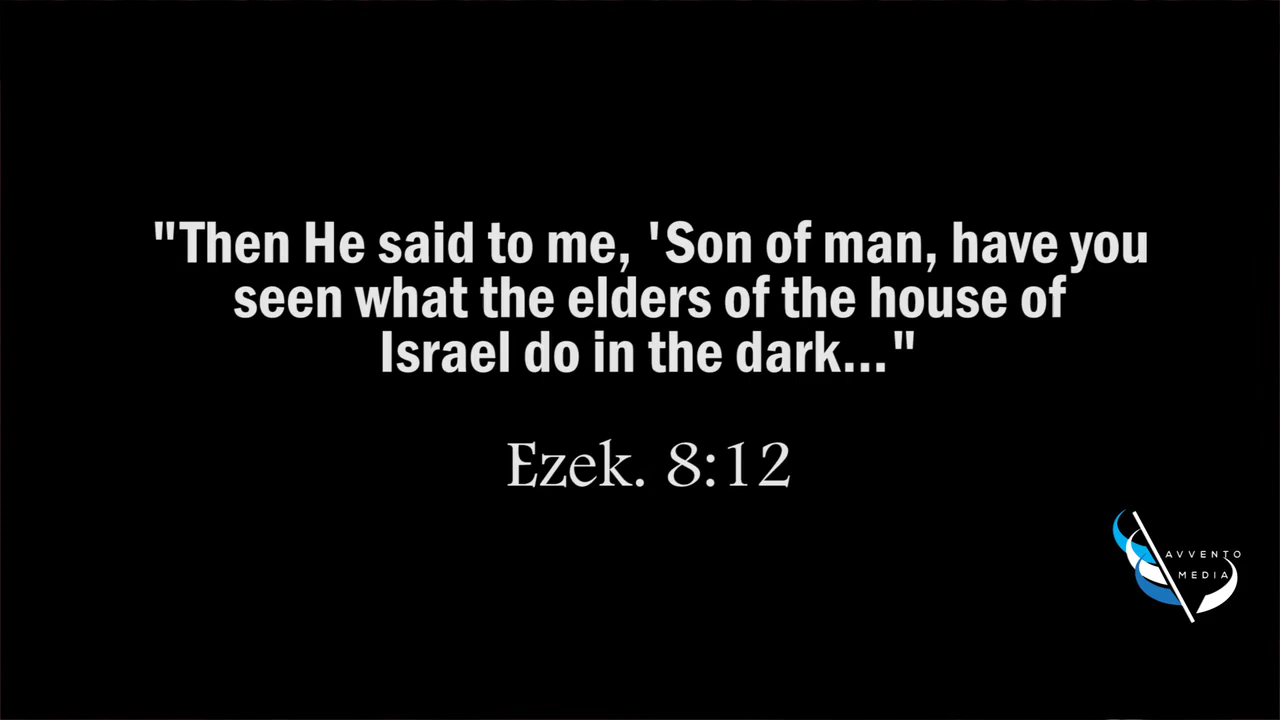 "Then He said to me, 'Son of man, have you
seen what the elders of the house of
Israel do in the dark..."
Ezek. 8:12
AVVENTO
MEDIA